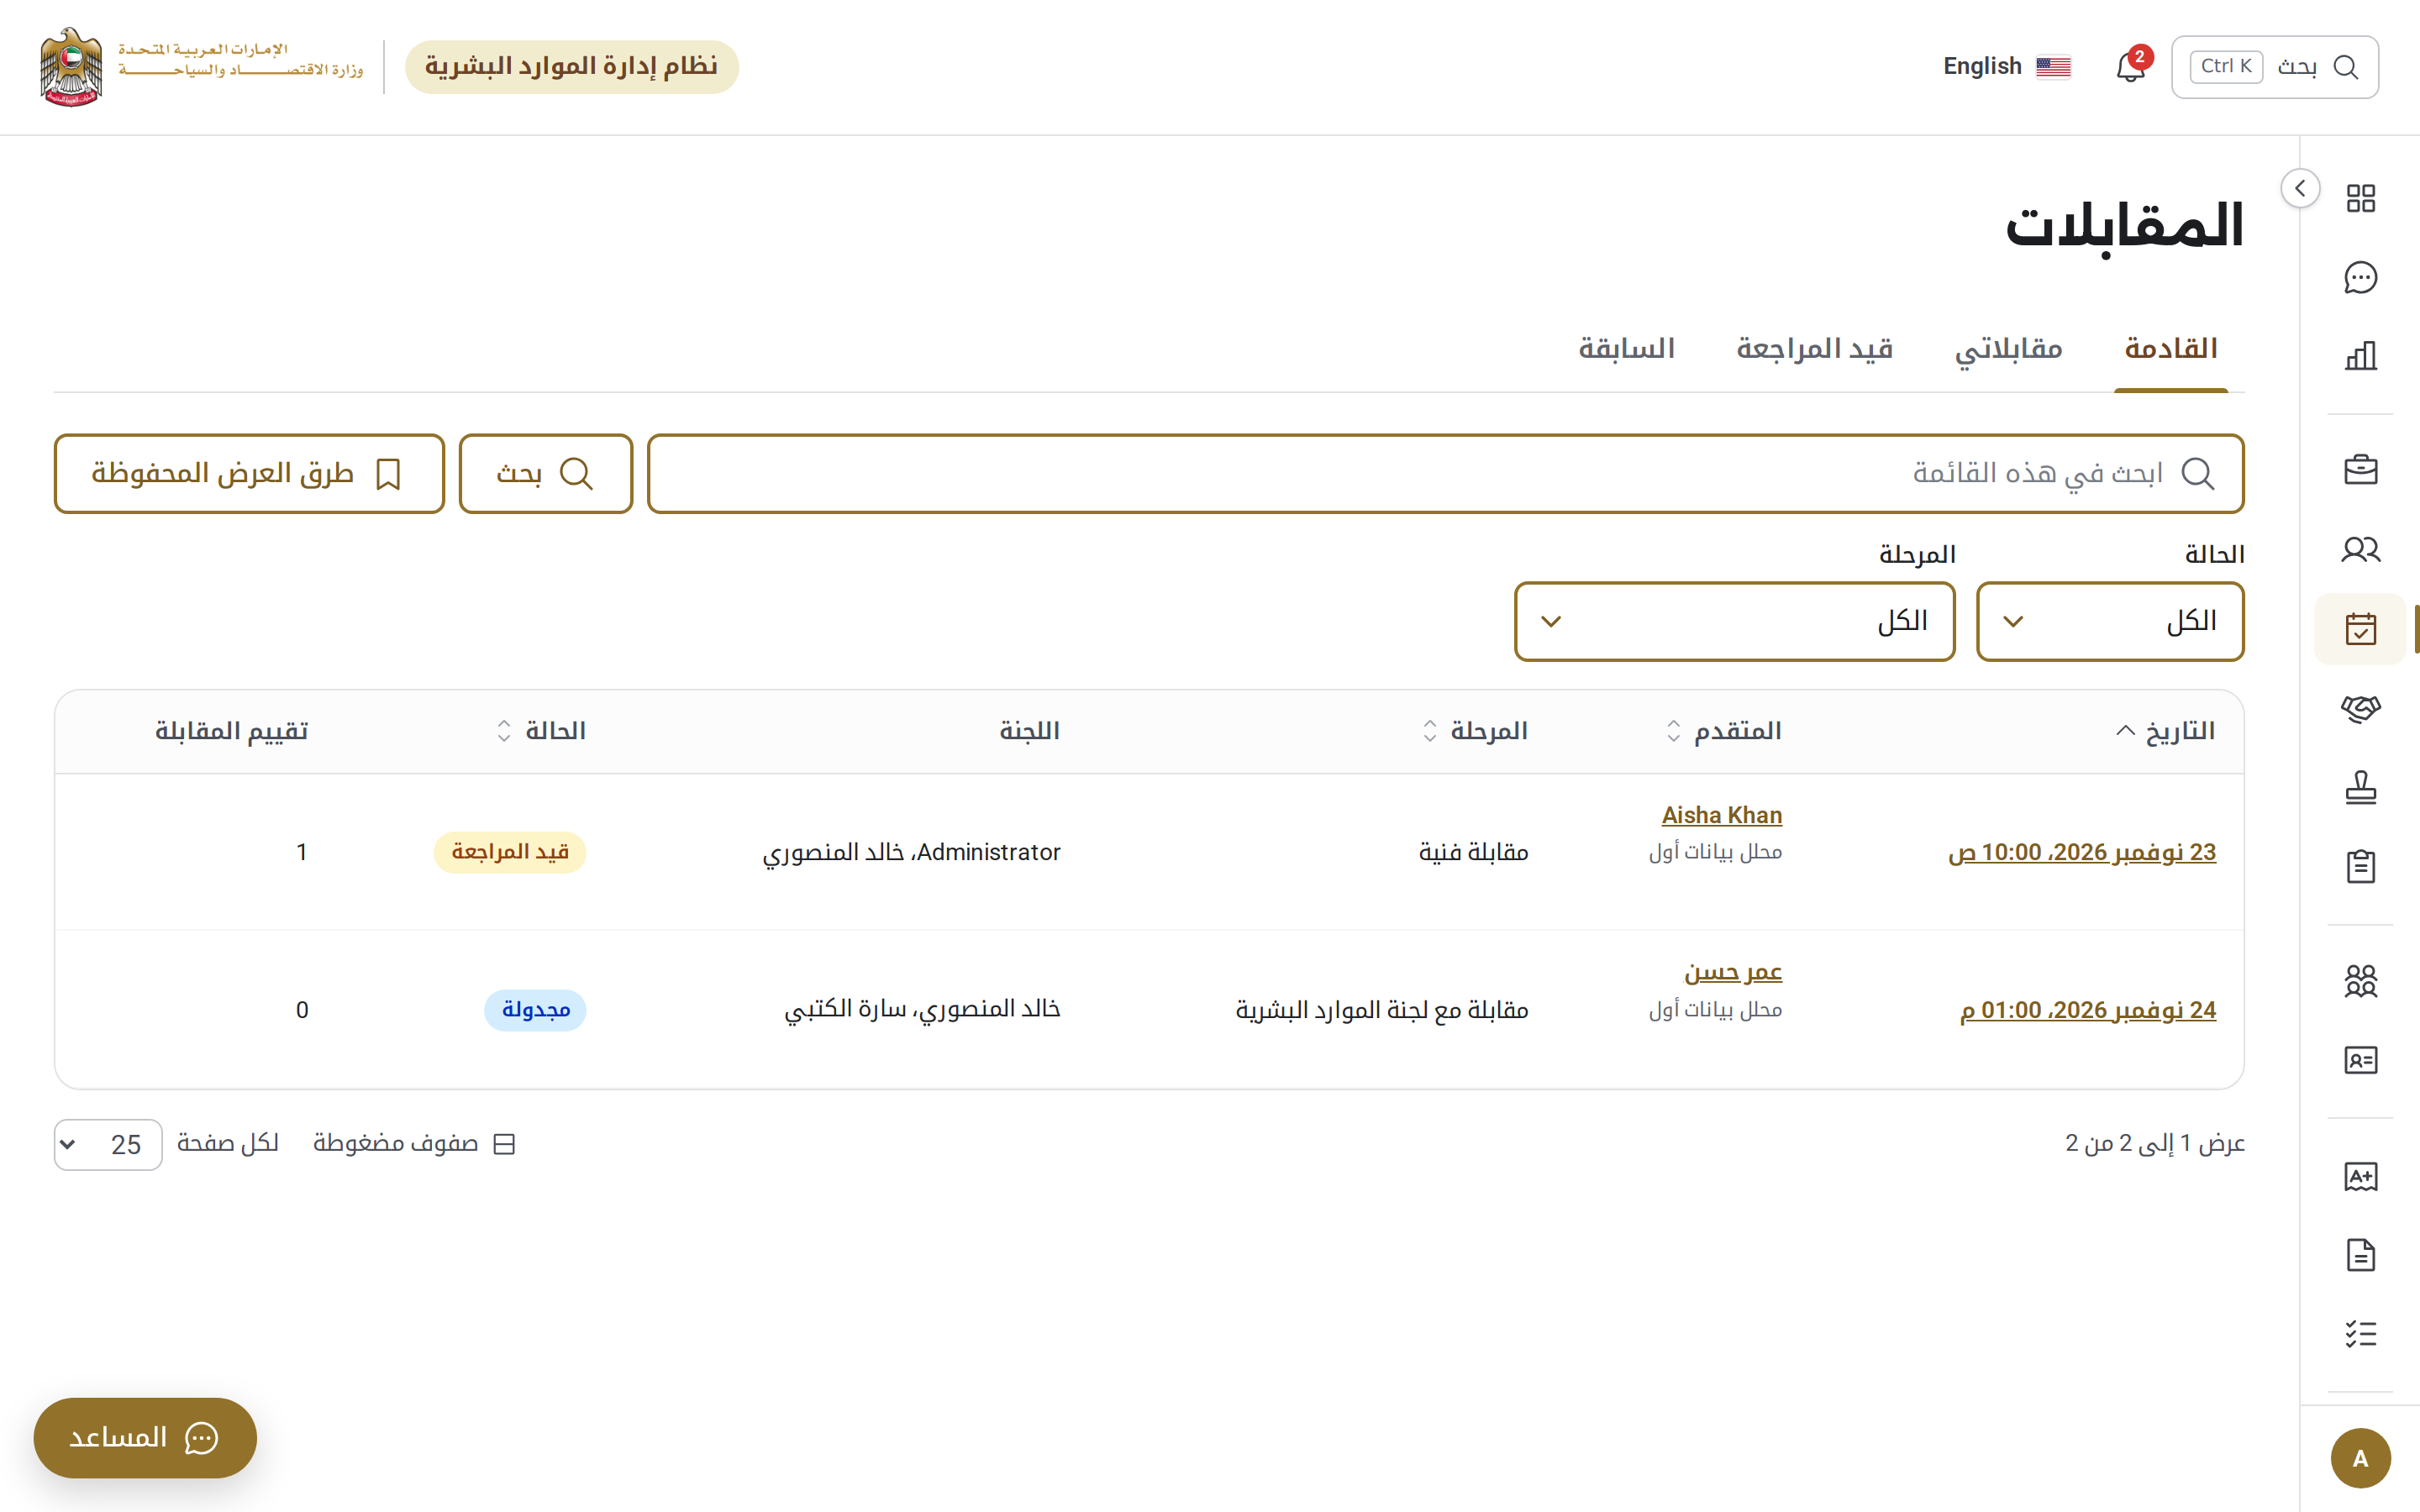 بحث Ctrl K
2
English
نظام إدارة الموارد البشرية
الإمارات العربية المتحدة
وزارة الاقتصاد والسياحة
المقابلات
القادمة
مقابلاتي
قيد المراجعة
السابقة
ابحث في هذه القائمة
بحث
طرق العرض المحفوظة
الحالة
المرحلة
الكل
الكل
التاريخ المتقدم المرحلة اللجنة الحالة تقييم المقابلة
23 نوفمبر 2026، 10:00 ص
Aisha Khan
محلل بيانات أول
مقابلة فنية
Administrator، خالد المنصوري
قيد المراجعة
1
24 نوفمبر 2026، 01:00 م
عمر حسن
محلل بيانات أول
مقابلة مع لجنة الموارد البشرية
خالد المنصوري، سارة الكتبي
مجدولة
0
عرض 1 إلى 2 من 2
صفوف مضغوطة
لكل صفحة
25
المساعد
A